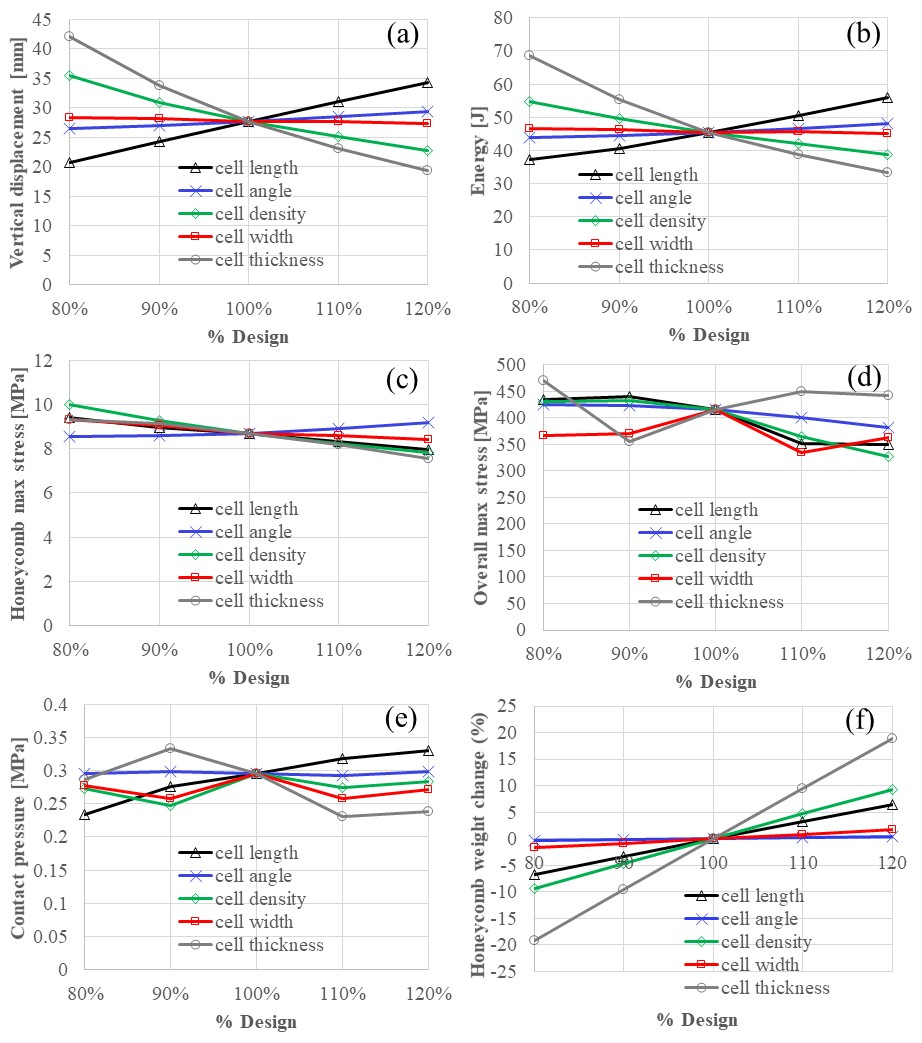 (a)
Vertical displacement [mm]
45
40
35
30
25
20
15
10
5
0
cell length
cell angle
cell density
cell width
cell thickness
80% 90% 100% 110% 120%
% Design
(b)
Energy [J]
80
70
60
50
40
30
20
10
0
cell length
cell angle
cell density
cell width
cell thickness
80% 90% 100% 110% 120%
% Design
(c)
Honeycomb max stress [MPa]
12
10
8
6
4
2
0
cell length
cell angle
cell density
cell width
cell thickness
80% 90% 100% 110% 120%
% Design
(d)
Overall max stress [MPa]
500
450
400
350
300
250
200
150
100
50
0
cell length
cell angle
cell density
cell width
cell thickness
80% 90% 100% 110% 120%
% Design
(e)
Contact pressure [MPa]
0.4
0.35
0.3
0.25
0.2
0.15
0.1
0.05
0
cell length
cell angle
cell density
cell width
cell thickness
80% 90% 100% 110% 120%
% Design
(f)
Honeycomb weight change (%)
25
20
15
10
5
0
-5
-10
-15
-20
-25
80 90 100 110 120
cell length
cell angle
cell density
cell width
cell thickness
% Design